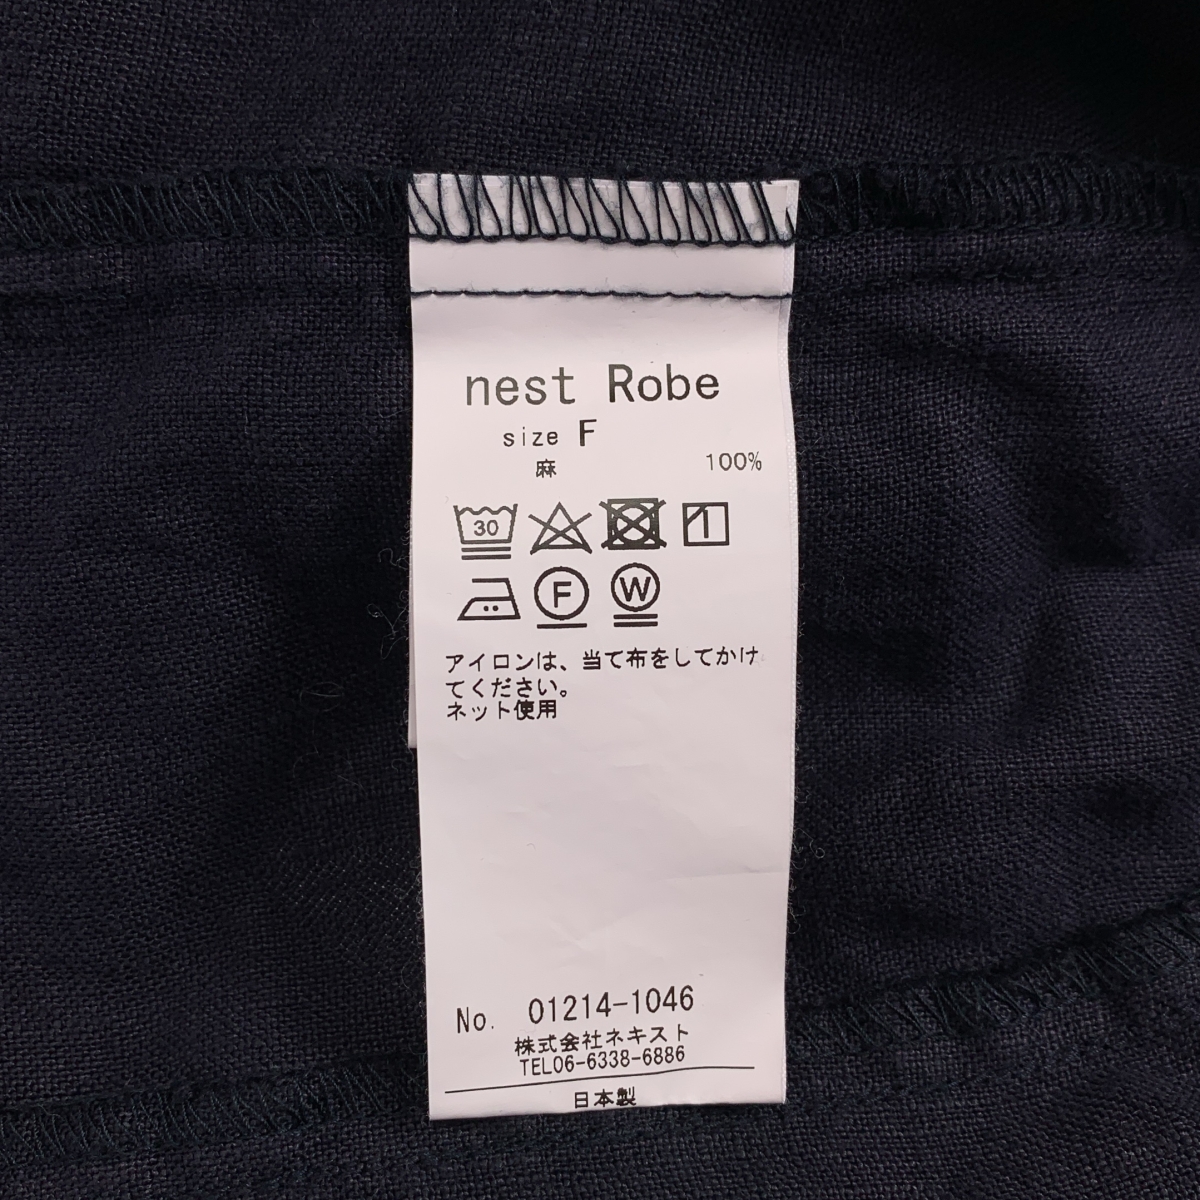 nest Robe
size F
麻 100%
30
F W
アイロンは、当て布をしてかけ
てください。
ネット使用
No. 01214-1046
株式会社ネキスト
TEL06-6338-6886
日本製